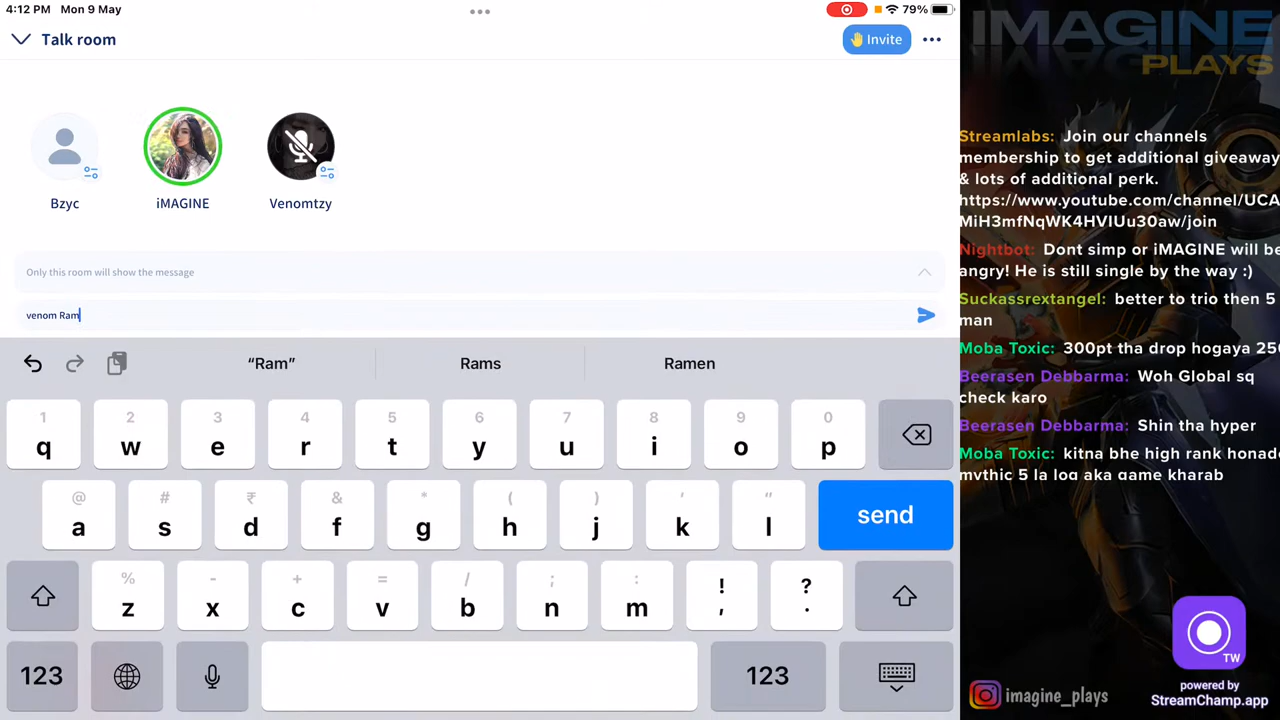 4:12 PM Mon 9 May
79%
Talk room
Invite
Bzyc
iMAGINE
Venomtzy
Only this room will show the message
venom Ram
“Ram”
Rams
Ramen
1 2 3 4 5 6 7 8 9 0
q w e r t y u i o p
@ # ₹ & * ( ) ‘ “
a s d f g h j k l send
% - + = / ; : ! ?
z x c v b n m , .
123 123
IMAGINE
PLAYS
Streamlabs: Join our channels
membership to get additional giveaway
& lots of additional perk.
https://www.youtube.com/channel/UCA
MiH3mfNqWK4HVIUu30aw/join
Nightbot: Dont simp or iMAGINE will be
angry! He is still single by the way :)
Suckassrextangel: better to trio then 5
man
Moba Toxic: 300pt tha drop hogaya 250
Beerasen Debbarma: Woh Global sq
check karo
Beerasen Debbarma: Shin tha hyper
Moba Toxic: kitna bhe high rank honade
mythic 5 la log aka game kharab
TW
powered by
StreamChamp.app
imagine_plays